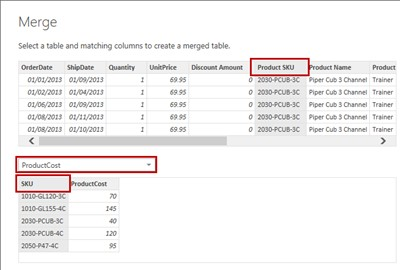 Merge
Select a table and matching columns to create a merged table.
OrderDate ShipDate Quantity UnitPrice Discount Amount Product SKU Product Name Product
01/01/2013 01/09/2013 1 69.95 0 2030-PCUB-3C Piper Cub 3 Channel Trainer
01/02/2013 01/04/2013 1 69.95 0 2030-PCUB-3C Piper Cub 3 Channel Trainer
01/06/2013 01/09/2013 1 69.95 0 2030-PCUB-3C Piper Cub 3 Channel Trainer
01/08/2013 01/11/2013 1 69.95 0 2030-PCUB-3C Piper Cub 3 Channel Trainer
01/08/2013 01/10/2013 1 69.95 0 2030-PCUB-3C Piper Cub 3 Channel Trainer
ProductCost
SKU ProductCost
1010-GL120-3C 70
1010-GL155-4C 145
2030-PCUB-3C 40
2030-PCUB-4C 120
2050-P47-4C 95